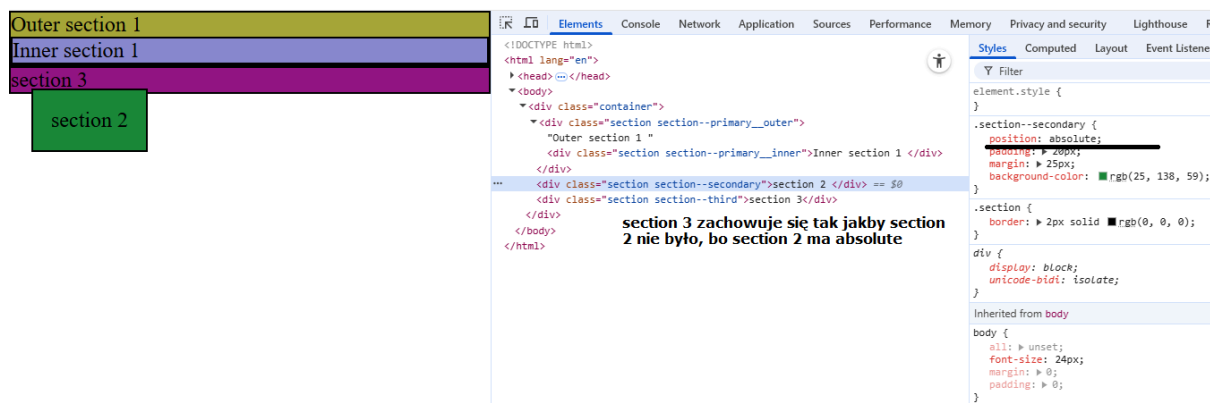 Outer section 1
Inner section 1
section 3
section 2
Elements Console Network Application Sources Performance Memory Privacy and security Lighthouse
<!DOCTYPE html>
<html lang="en">
<head> … </head>
<body>
<div class="container">
<div class="section section--primary__outer">
"Outer section 1 "
<div class="section section--primary__inner">Inner section 1 </div>
</div>
<div class="section section--secondary">section 2 </div> == $0
<div class="section section--third">section 3</div>
</div>
</body>
</html>
section 3 zachowuje się tak jakby section
2 nie było, bo section 2 ma absolute
Styles Computed Layout Event Listene
Filter
element.style {
}
.section--secondary {
position: absolute;
padding: 20px;
margin: 25px;
background-color: rgb(25, 138, 59);
}
.section {
border: 2px solid rgb(0, 0, 0);
}
div {
display: block;
unicode-bidi: isolate;
}
Inherited from body
body {
all: unset;
font-size: 24px;
margin: 0;
padding: 0;
}